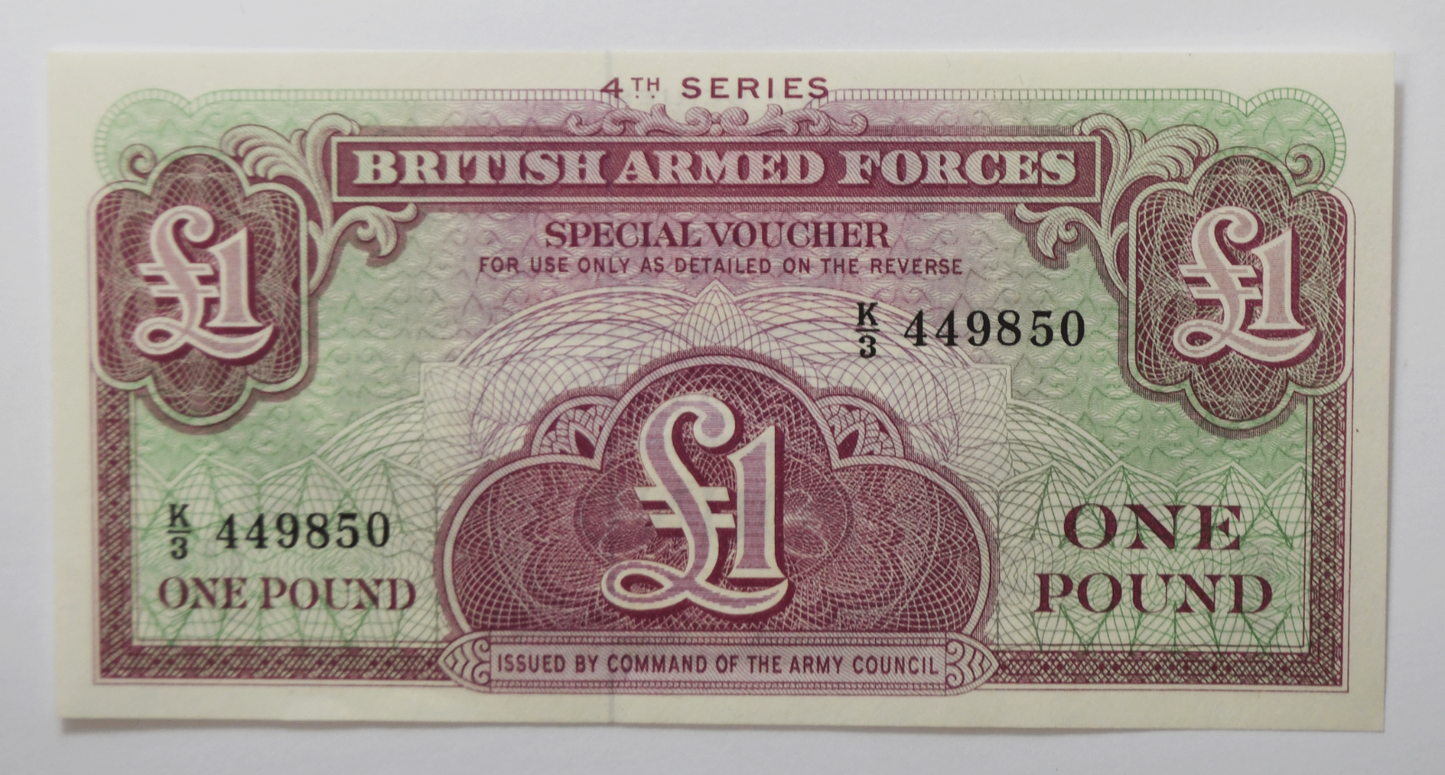 4TH SERIES
BRITISH ARMED FORCES
£1
£1
SPECIAL VOUCHER
FOR USE ONLY AS DETAILED ON THE REVERSE
K/3 449850
£1
K/3 449850
ONE POUND
ONE
POUND
ISSUED BY COMMAND OF THE ARMY COUNCIL